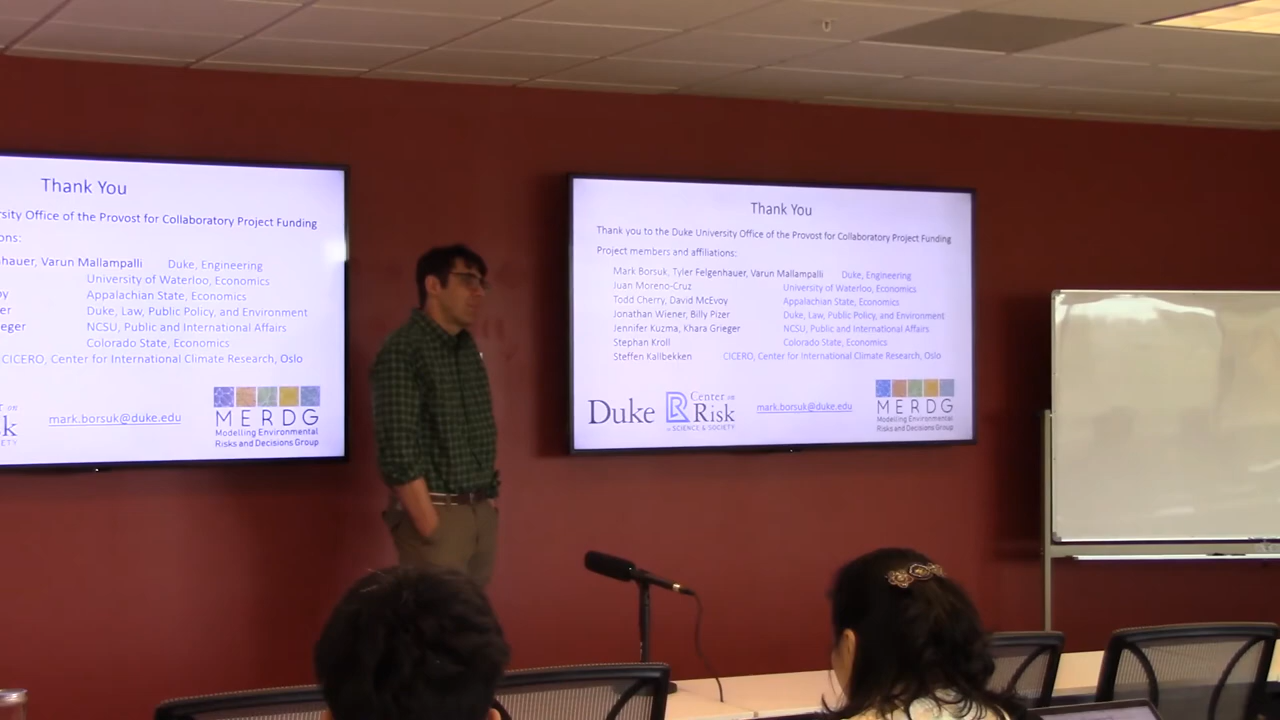 Thank You
rsity Office of the Provost for Collaboratory Project Funding
ons:
hauer, Varun Mallampalli Duke, Engineering
University of Waterloo, Economics
oy Appalachian State, Economics
er Duke, Law, Public Policy, and Environment
ieger NCSU, Public and International Affairs
Colorado State, Economics
CICERO, Center for International Climate Research, Oslo
on
k
mark.borsuk@duke.edu
MERDG
Modelling Environmental
Risks and Decisions Group
Thank You
Thank you to the Duke University Office of the Provost for Collaboratory Project Funding
Project members and affiliations:
Mark Borsuk, Tyler Felgenhauer, Varun Mallampalli Duke, Engineering
Juan Moreno-Cruz University of Waterloo, Economics
Todd Cherry, David McEvoy Appalachian State, Economics
Jonathan Wiener, Billy Pizer Duke, Law, Public Policy, and Environment
Jennifer Kuzma, Khara Grieger NCSU, Public and International Affairs
Stephan Kroll Colorado State, Economics
Steffen Kallbekken CICERO, Center for International Climate Research, Oslo
Duke
Center on
Risk
in SCIENCE & SOCIETY
mark.borsuk@duke.edu
MERDG
Modelling Environmental
Risks and Decisions Group